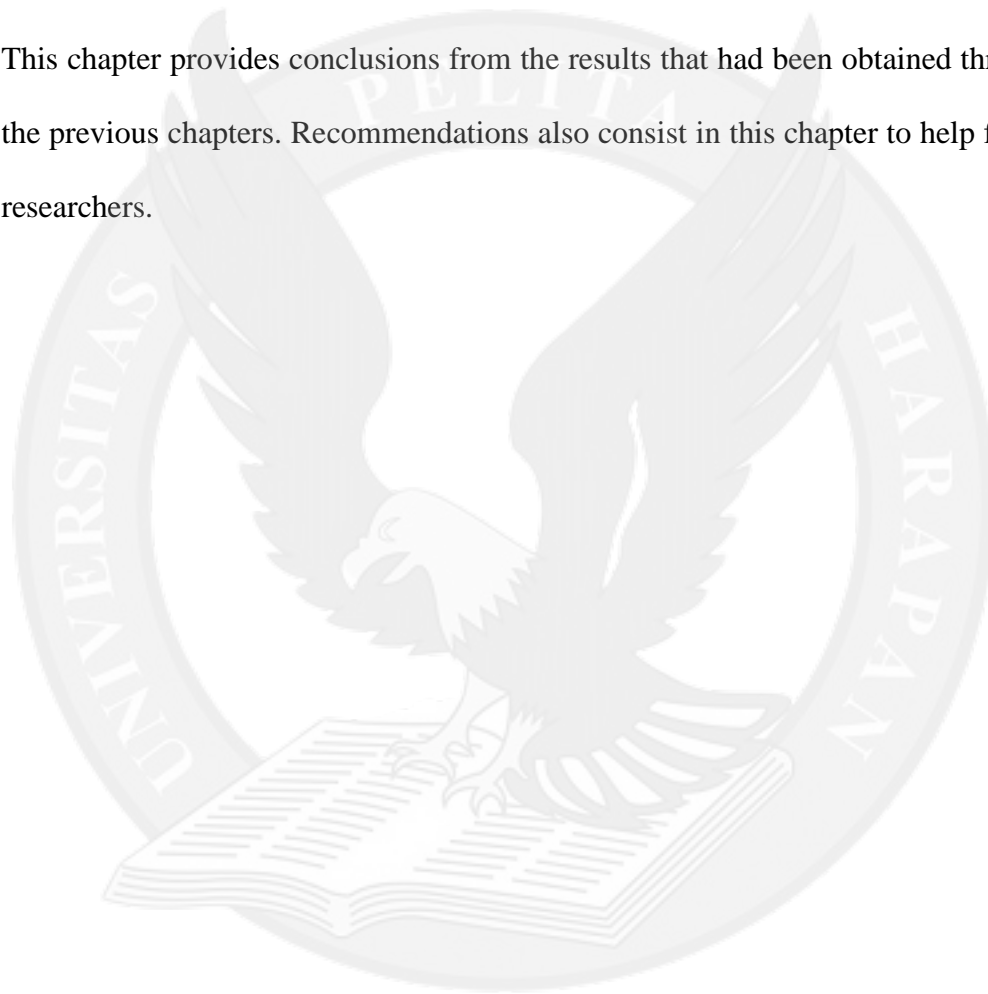 This chapter provides conclusions from the results that had been obtained
the previous chapters. Recommendations also consist in this chapter to help
researchers.
UNIVERSITAS PELITA HARAPAN